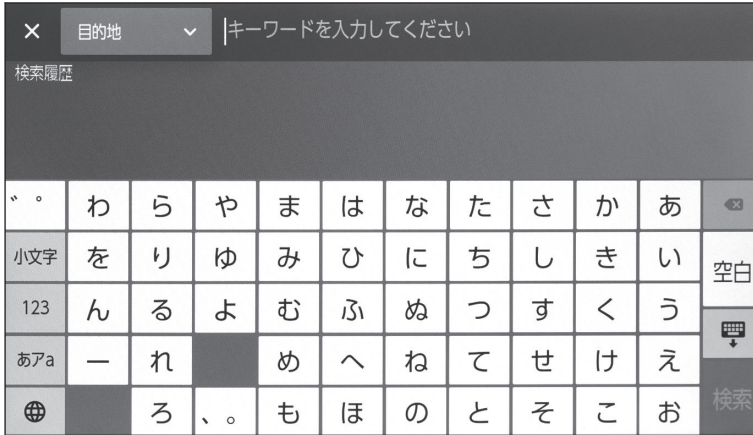 目的地 キーワードを入力してください
検索履歴
゛゜ わ ら や ま は な た さ か あ
小文字 を り ゆ み ひ に ち し き い 空白
123 ん る よ む ふ ぬ つ す く う
あアa ー れ め へ ね て せ け え
ろ 、。 も ほ の と そ こ お 検索